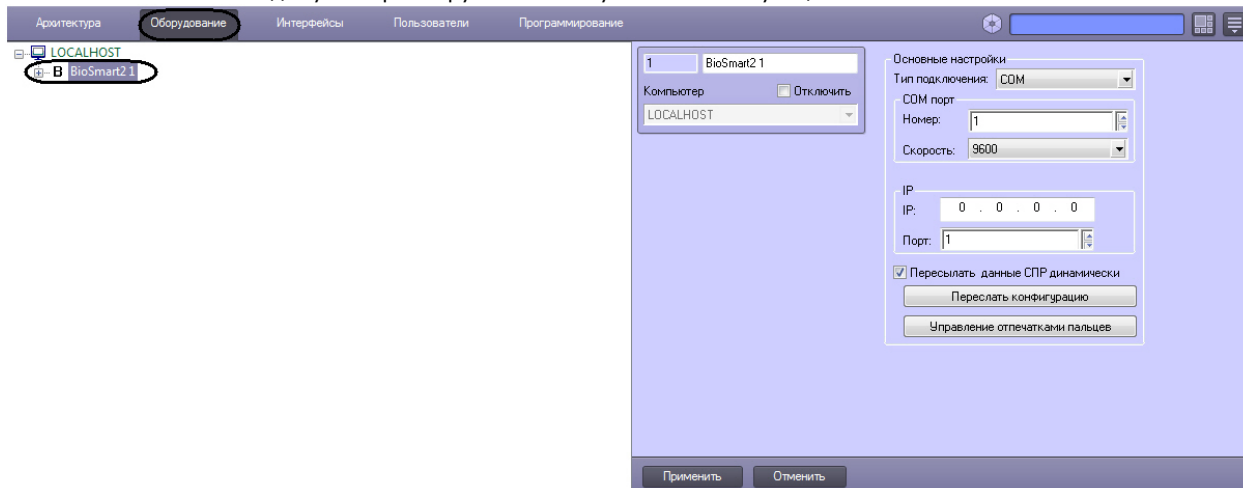 Архитектура Оборудование Интерфейсы Пользователи Программирование
LOCALHOST
B BioSmart2 1
1 BioSmart2 1
Компьютер Отключить
LOCALHOST
Основные настройки
Тип подключения: COM
COM порт
Номер: 1
Скорость: 9600
IP
IP: 0 . 0 . 0 . 0
Порт: 1
Пересылать данные СПР динамически
Переслать конфигурацию
Управление отпечатками пальцев
Применить Отменить